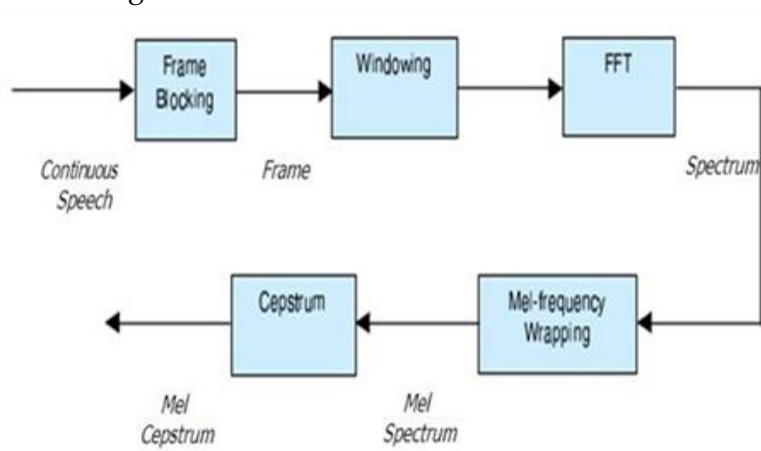 Frame
Blocking
Windowing
FFT
Continuous
Speech
Frame
Spectrum
Cepstrum
Mel-frequency
Wrapping
Mel
Cepstrum
Mel
Spectrum